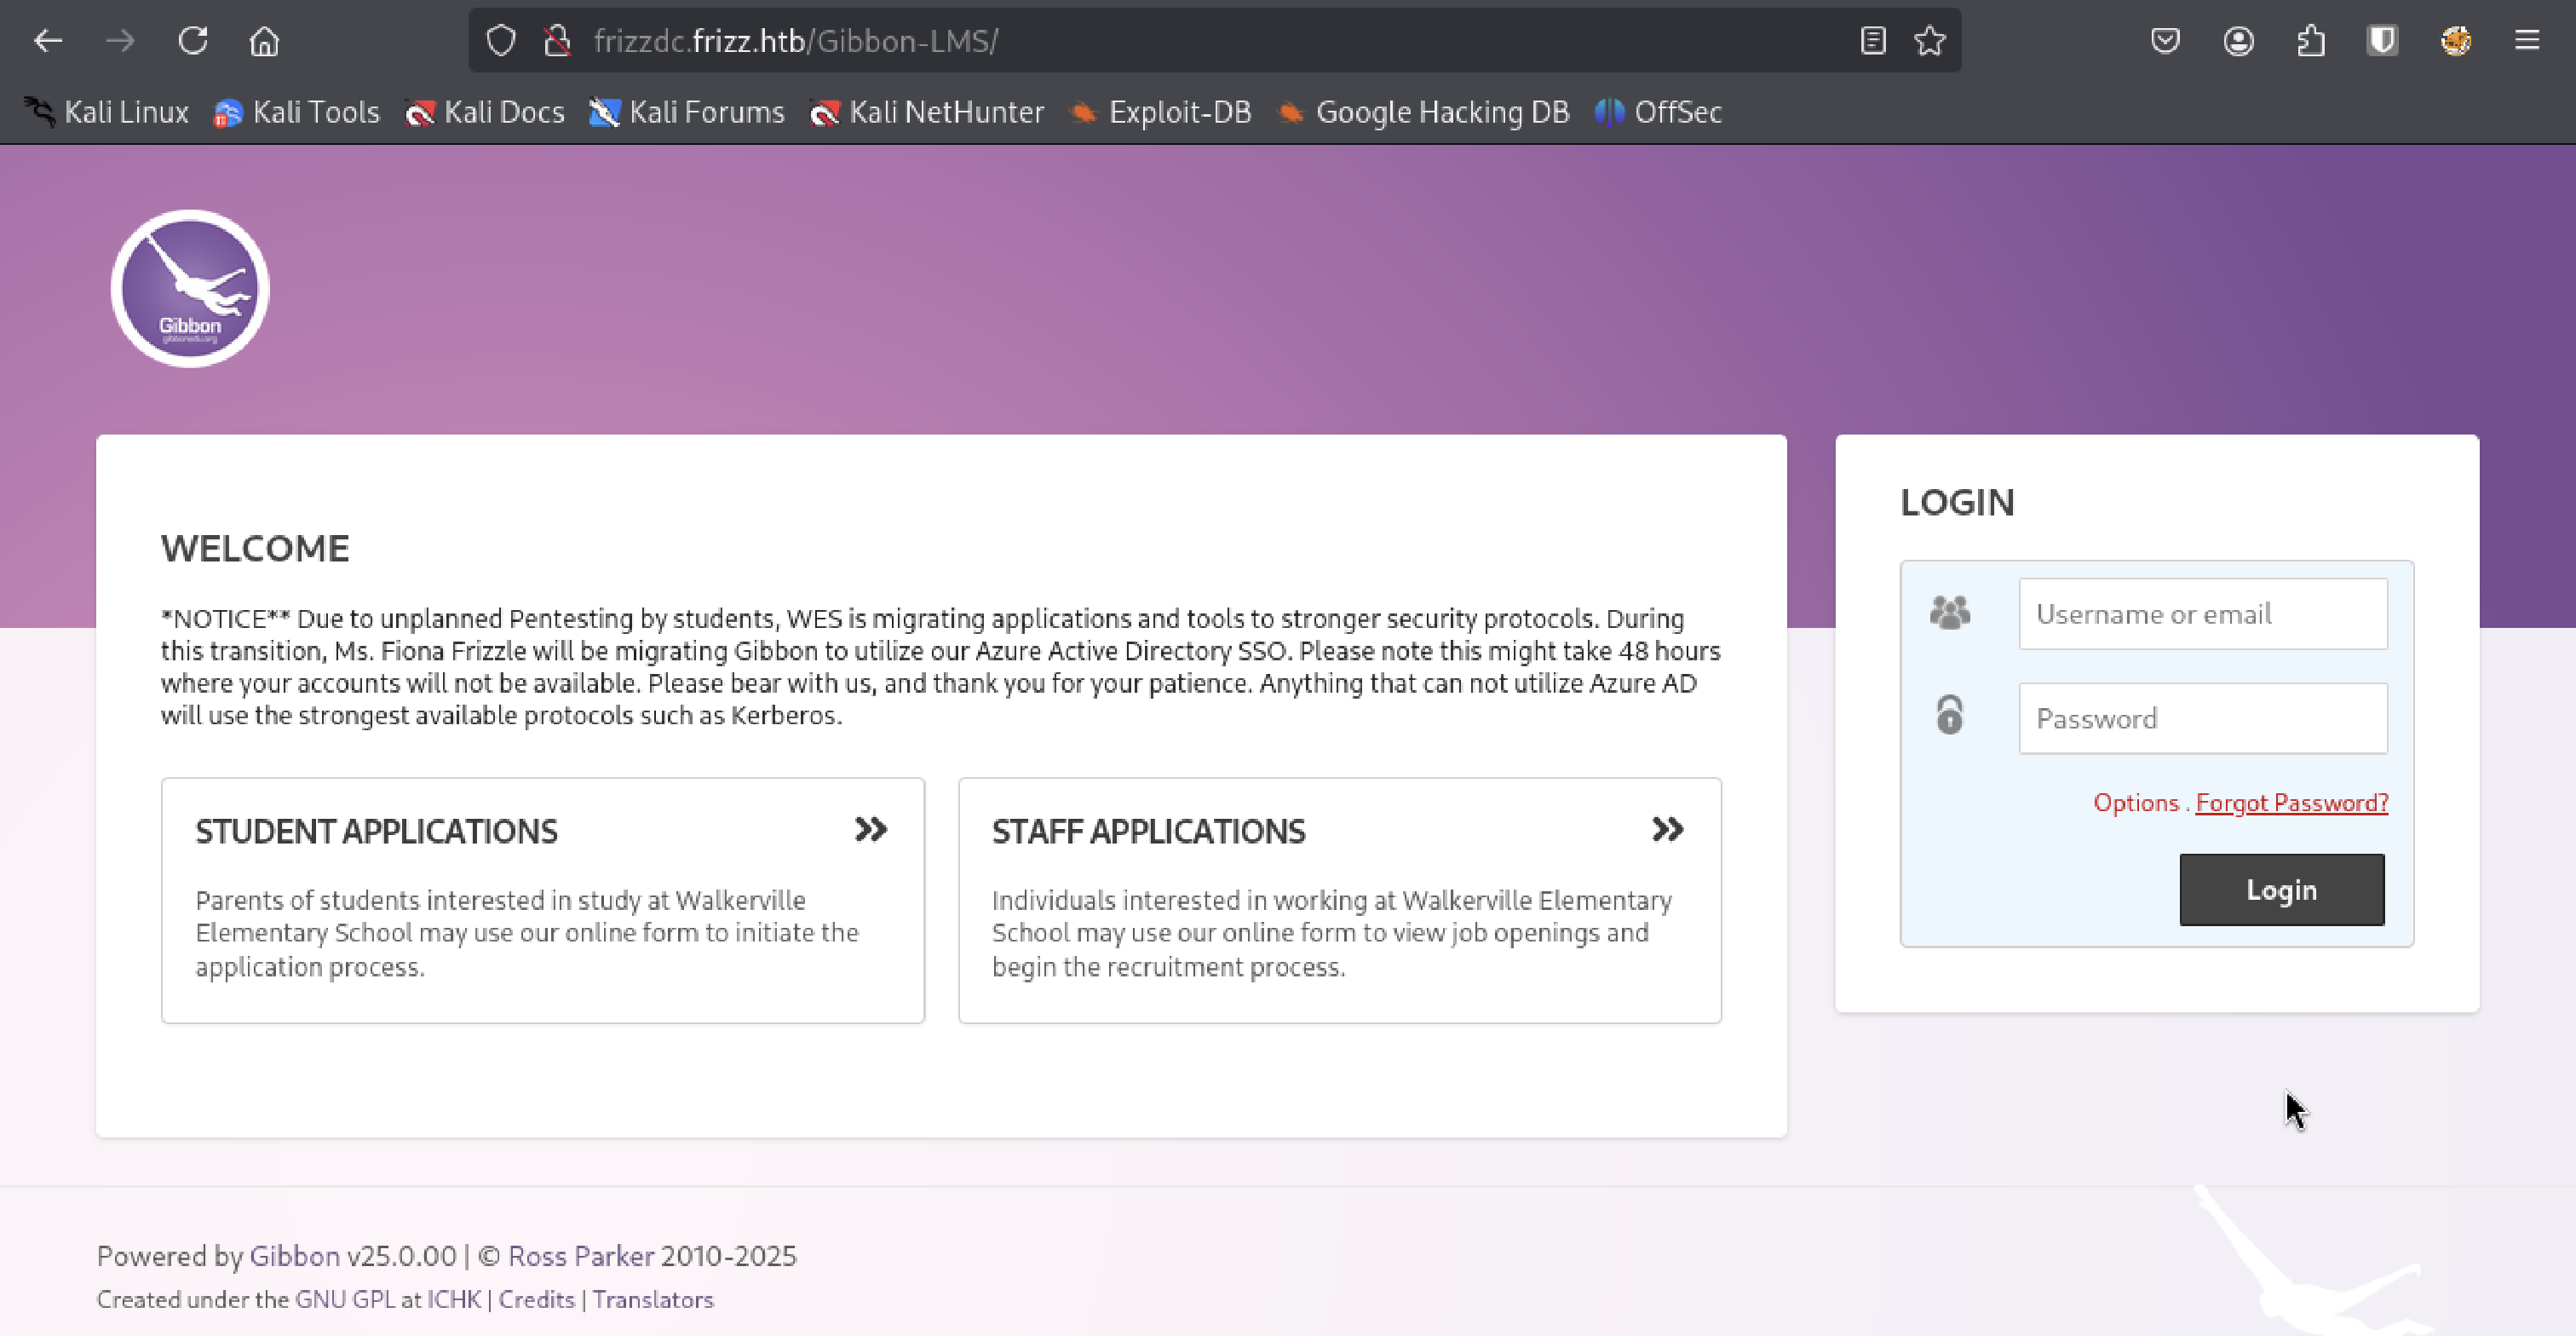 frizzdc.frizz.htb/Gibbon-LMS/
Kali Linux
Kali Tools
Kali Docs
Kali Forums
Kali NetHunter
Exploit-DB
Google Hacking DB
OffSec
Gibbon
gibbonedu.org
WELCOME
*NOTICE** Due to unplanned Pentesting by students, WES is migrating applications and tools to stronger security protocols. During
this transition, Ms. Fiona Frizzle will be migrating Gibbon to utilize our Azure Active Directory SSO. Please note this might take 48 hours
where your accounts will not be available. Please bear with us, and thank you for your patience. Anything that can not utilize Azure AD
will use the strongest available protocols such as Kerberos.
STUDENT APPLICATIONS
Parents of students interested in study at Walkerville
Elementary School may use our online form to initiate the
application process.
STAFF APPLICATIONS
Individuals interested in working at Walkerville Elementary
School may use our online form to view job openings and
begin the recruitment process.
LOGIN
Username or email
Password
Options . Forgot Password?
Login
Powered by Gibbon v25.0.00 | © Ross Parker 2010-2025
Created under the GNU GPL at ICHK | Credits | Translators